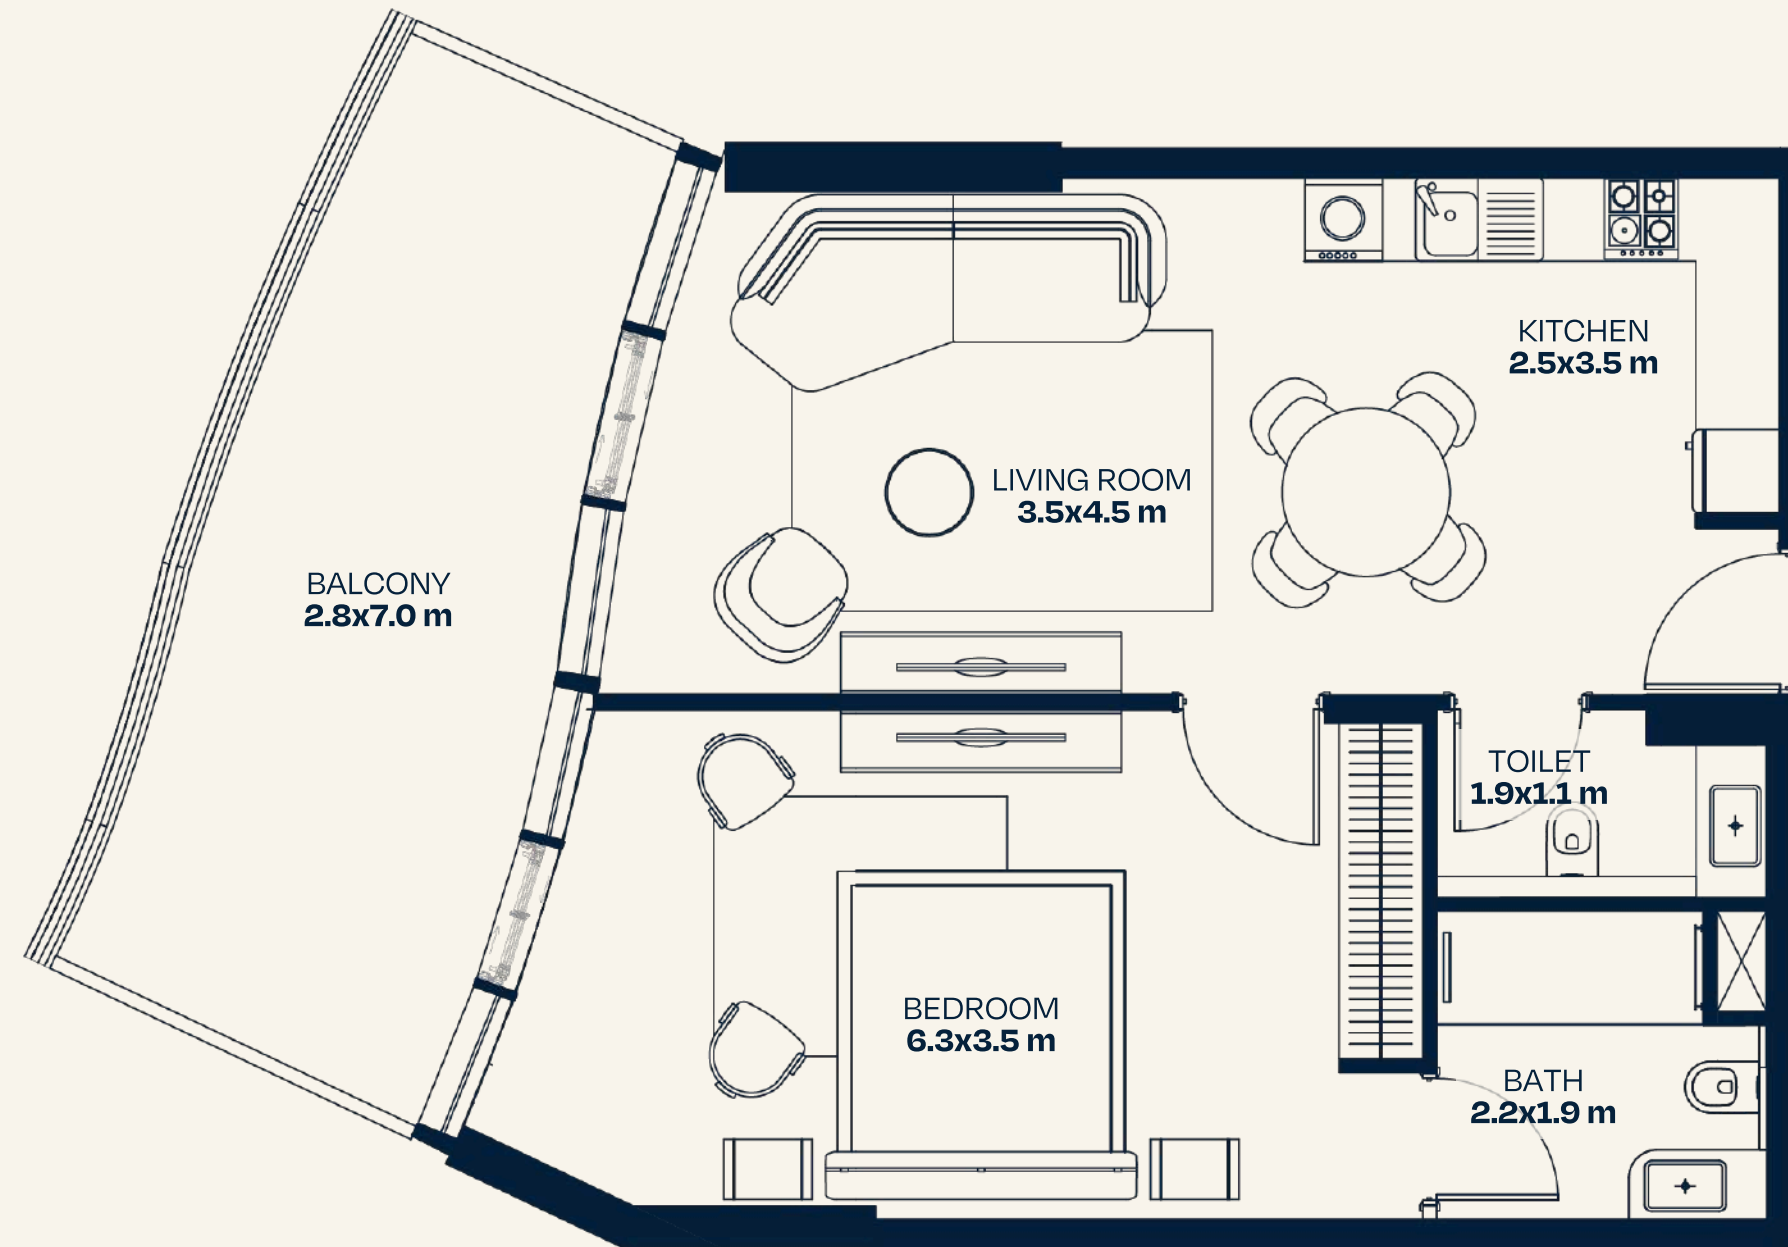 KITCHEN
2.5x3.5 m
LIVING ROOM
3.5x4.5 m
BALCONY
2.8x7.0 m
TOILET
1.9x1.1 m
BEDROOM
6.3x3.5 m
BATH
2.2x1.9 m